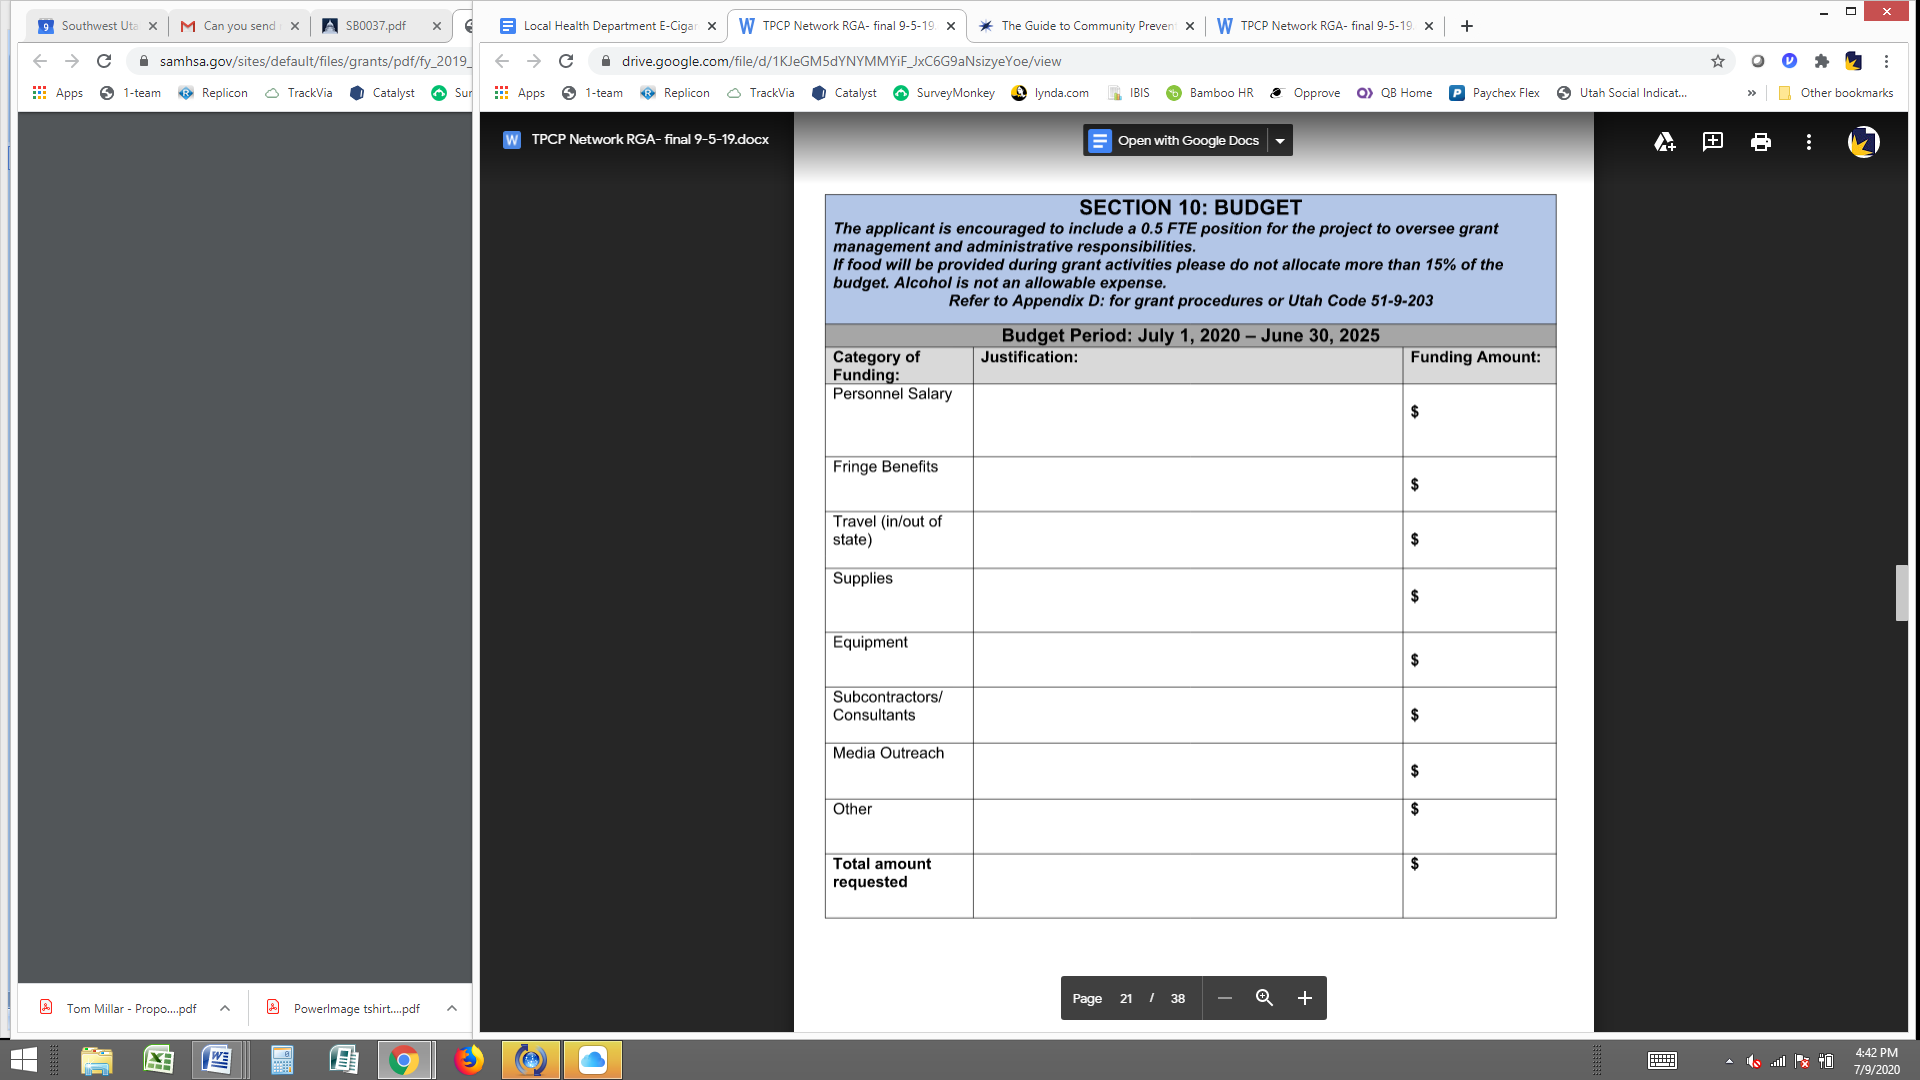 Southwest Uta
Can you send
SB0037.pdf
Local Health Department E-Cigar
TPCP Network RGA- final 9-5-19.
The Guide to Community Preven
TPCP Network RGA- final 9-5-19.
samhsa.gov/sites/default/files/grants/pdf/fy_2019_
drive.google.com/file/d/1KJeGM5dYNYMMYiF_JxC6G9aNsizyeYoe/view
Apps 1-team Replicon TrackVia Catalyst Sur
Apps 1-team Replicon TrackVia Catalyst SurveyMonkey lynda.com IBIS Bamboo HR Opprove QB Home Paychex Flex Utah Social Indicat... » Other bookmarks
TPCP Network RGA- final 9-5-19.docx
Open with Google Docs
SECTION 10: BUDGET
The applicant is encouraged to include a 0.5 FTE position for the project to oversee grant
management and administrative responsibilities.
If food will be provided during grant activities please do not allocate more than 15% of the
budget. Alcohol is not an allowable expense.
Refer to Appendix D: for grant procedures or Utah Code 51-9-203
Budget Period: July 1, 2020 – June 30, 2025
Category of Funding: Justification: Funding Amount:
Personnel Salary
$
Fringe Benefits
$
Travel (in/out of
state) $
Supplies
$
Equipment
$
Subcontractors/
Consultants $
Media Outreach
$
Other $
Total amount $
requested
Page 21 / 38
Tom Millar - Propo....pdf
PowerImage tshirt....pdf
4:42 PM
7/9/2020